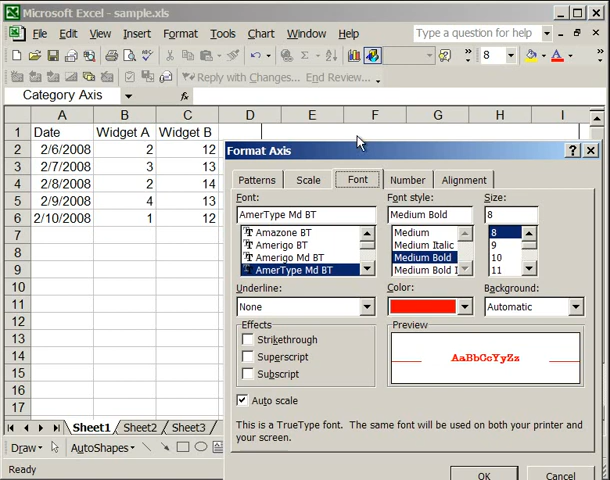 Microsoft Excel - sample.xls
File Edit View Insert Format Tools Chart Window Help Type a question for help
8
Reply with Changes... End Review...
Category Axis fx
A B C D E F G H I
1 Date Widget A Widget B
2 2/6/2008 2 12
3 2/7/2008 3 13
4 2/8/2008 2 14
5 2/9/2008 4 13
6 2/10/2008 1 12
7
8
9
10
11
12
13
14
15
16
17
Format Axis
Patterns Scale Font Number Alignment
Font: Font style: Size:
AmerType Md BT Medium Bold 8
Amazone BT Medium 8
Amerigo BT Medium Italic 9
Amerigo Md BT Medium Bold 10
AmerType Md BT Medium Bold I 11
Underline: Color: Background:
None Automatic
Effects Preview
Strikethrough
Superscript
Subscript
AaBbCcYyZz
Auto scale
This is a TrueType font. The same font will be used on both your printer and
your screen.
OK Cancel
Sheet1 Sheet2 Sheet3
Draw AutoShapes
Ready